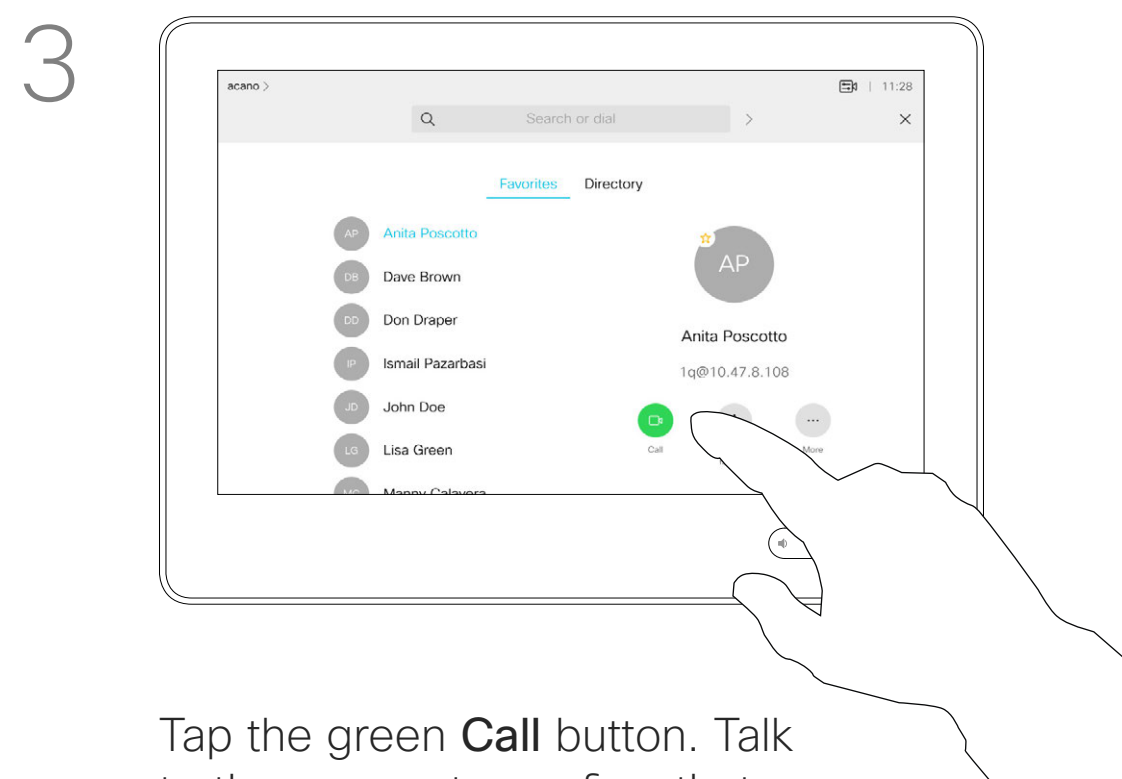 3
acano >
11:28
Search or dial
Favorites Directory
AP Anita Poscotto
DB Dave Brown
DD Don Draper
IP Ismail Pazarbasi
JD John Doe
LG Lisa Green
Manny Calavera
AP
Anita Poscotto
1q@10.47.8.108
Call
More
Tap the green Call button. Talk